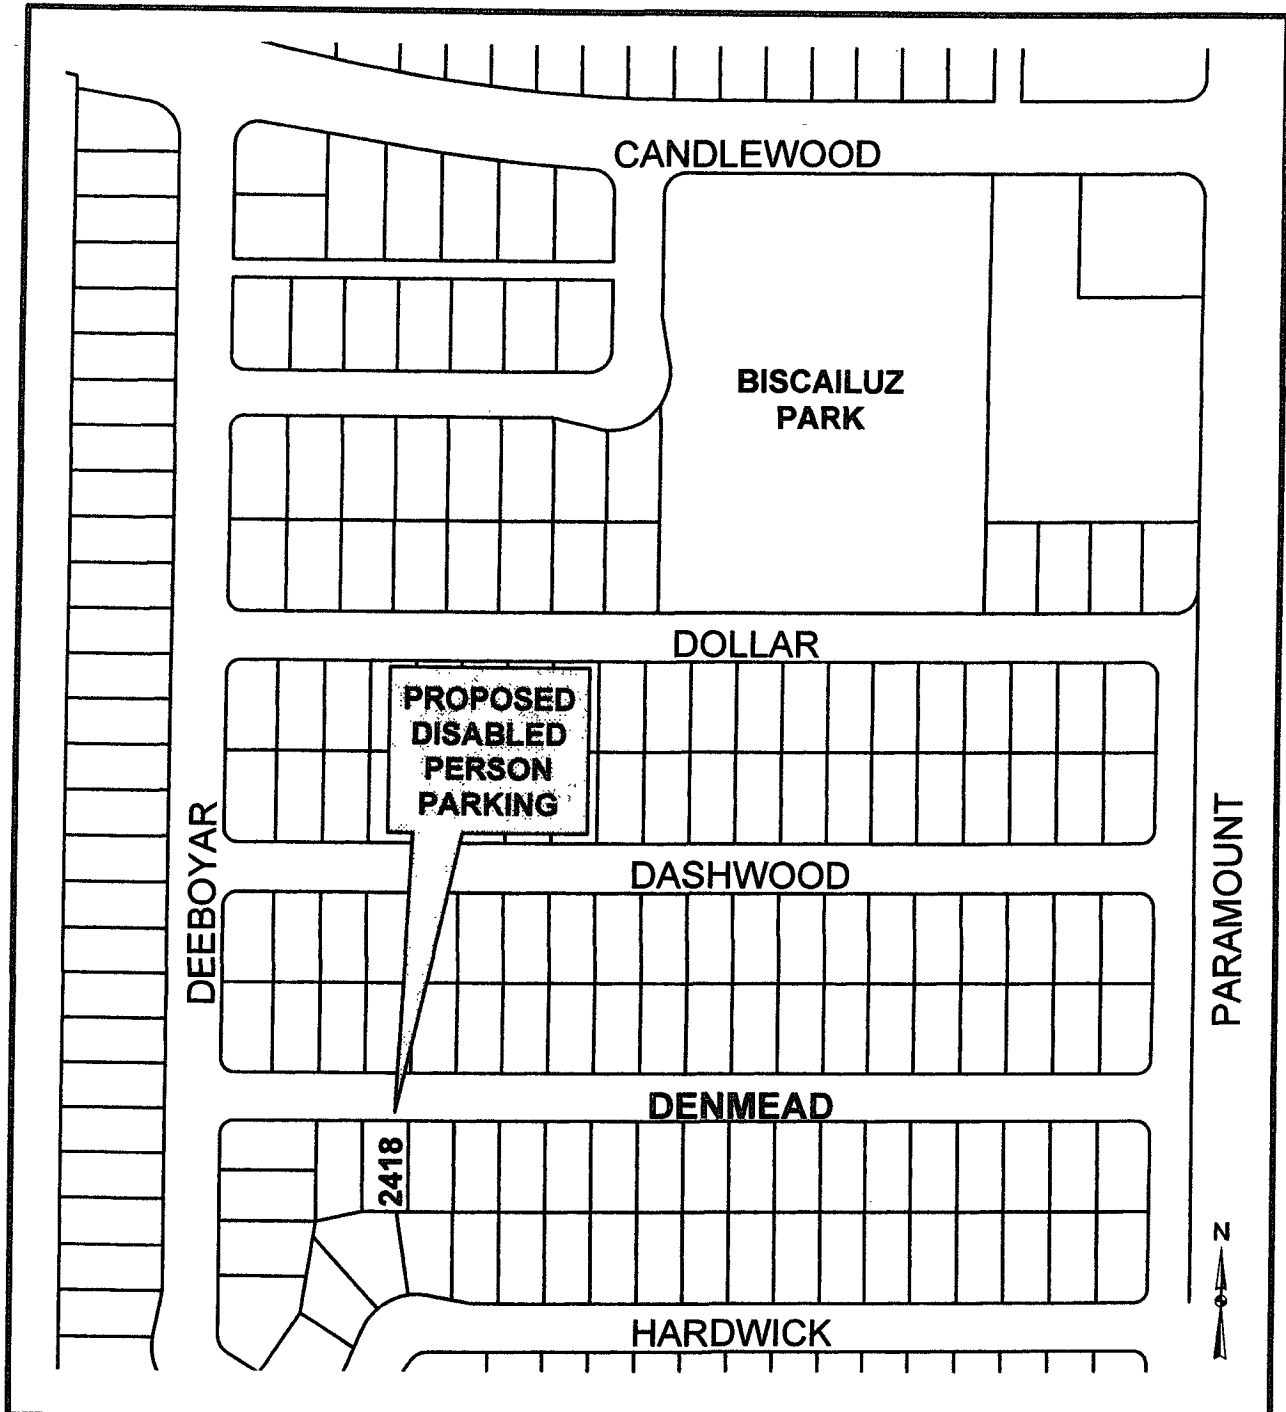 CANDLEWOOD
BISCAILUZ
PARK
DOLLAR
PROPOSED
DISABLED
PERSON
PARKING
DEEBOYAR
DASHWOOD
PARAMOUNT
DENMEAD
2418
N
HARDWICK